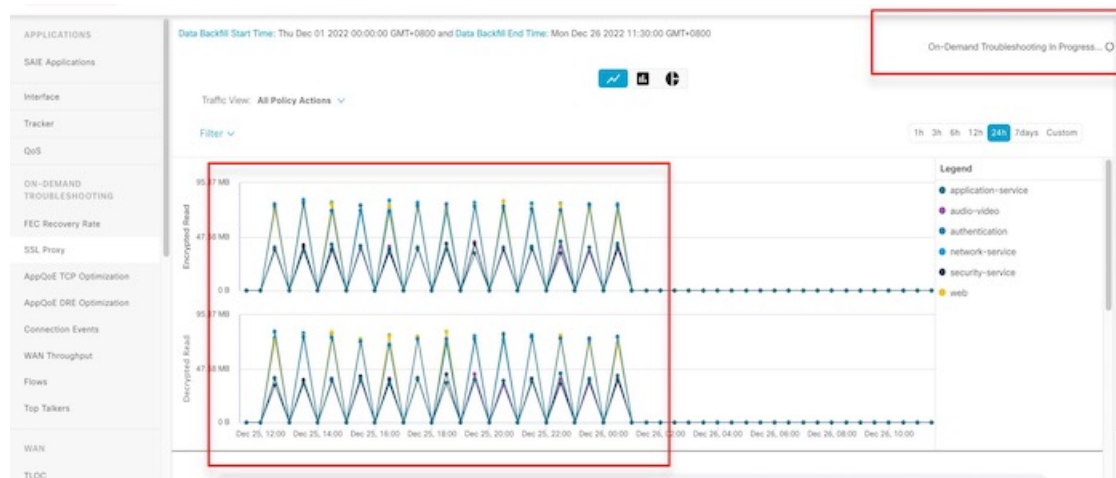 APPLICATIONS
SAIE Applications
Interface
Tracker
QoS
ON-DEMAND
TROUBLESHOOTING
FEC Recovery Rate
SSL Proxy
AppQoE TCP Optimization
AppQoE DRE Optimization
Connection Events
WAN Throughput
Flows
Top Talkers
WAN
TLOC
Data Backfill Start Time: Thu Dec 01 2022 00:00:00 GMT+0800 and Data Backfill End Time: Mon Dec 26 2022 11:30:00 GMT+0800
On-Demand Troubleshooting In Progress...
Traffic View: All Policy Actions
Filter
1h 3h 6h 12h 24h 7days Custom
Encrypted Read
95.37 MB
47.68 MB
0 B
Decrypted Read
95.37 MB
47.68 MB
0 B
Dec 25, 12:00 Dec 25, 14:00 Dec 25, 16:00 Dec 25, 18:00 Dec 25, 20:00 Dec 25, 22:00 Dec 26, 00:00 Dec 26, 02:00 Dec 26, 04:00 Dec 26, 06:00 Dec 26, 08:00 Dec 26, 10:00
Legend
application-service
audio-video
authentication
network-service
security-service
web